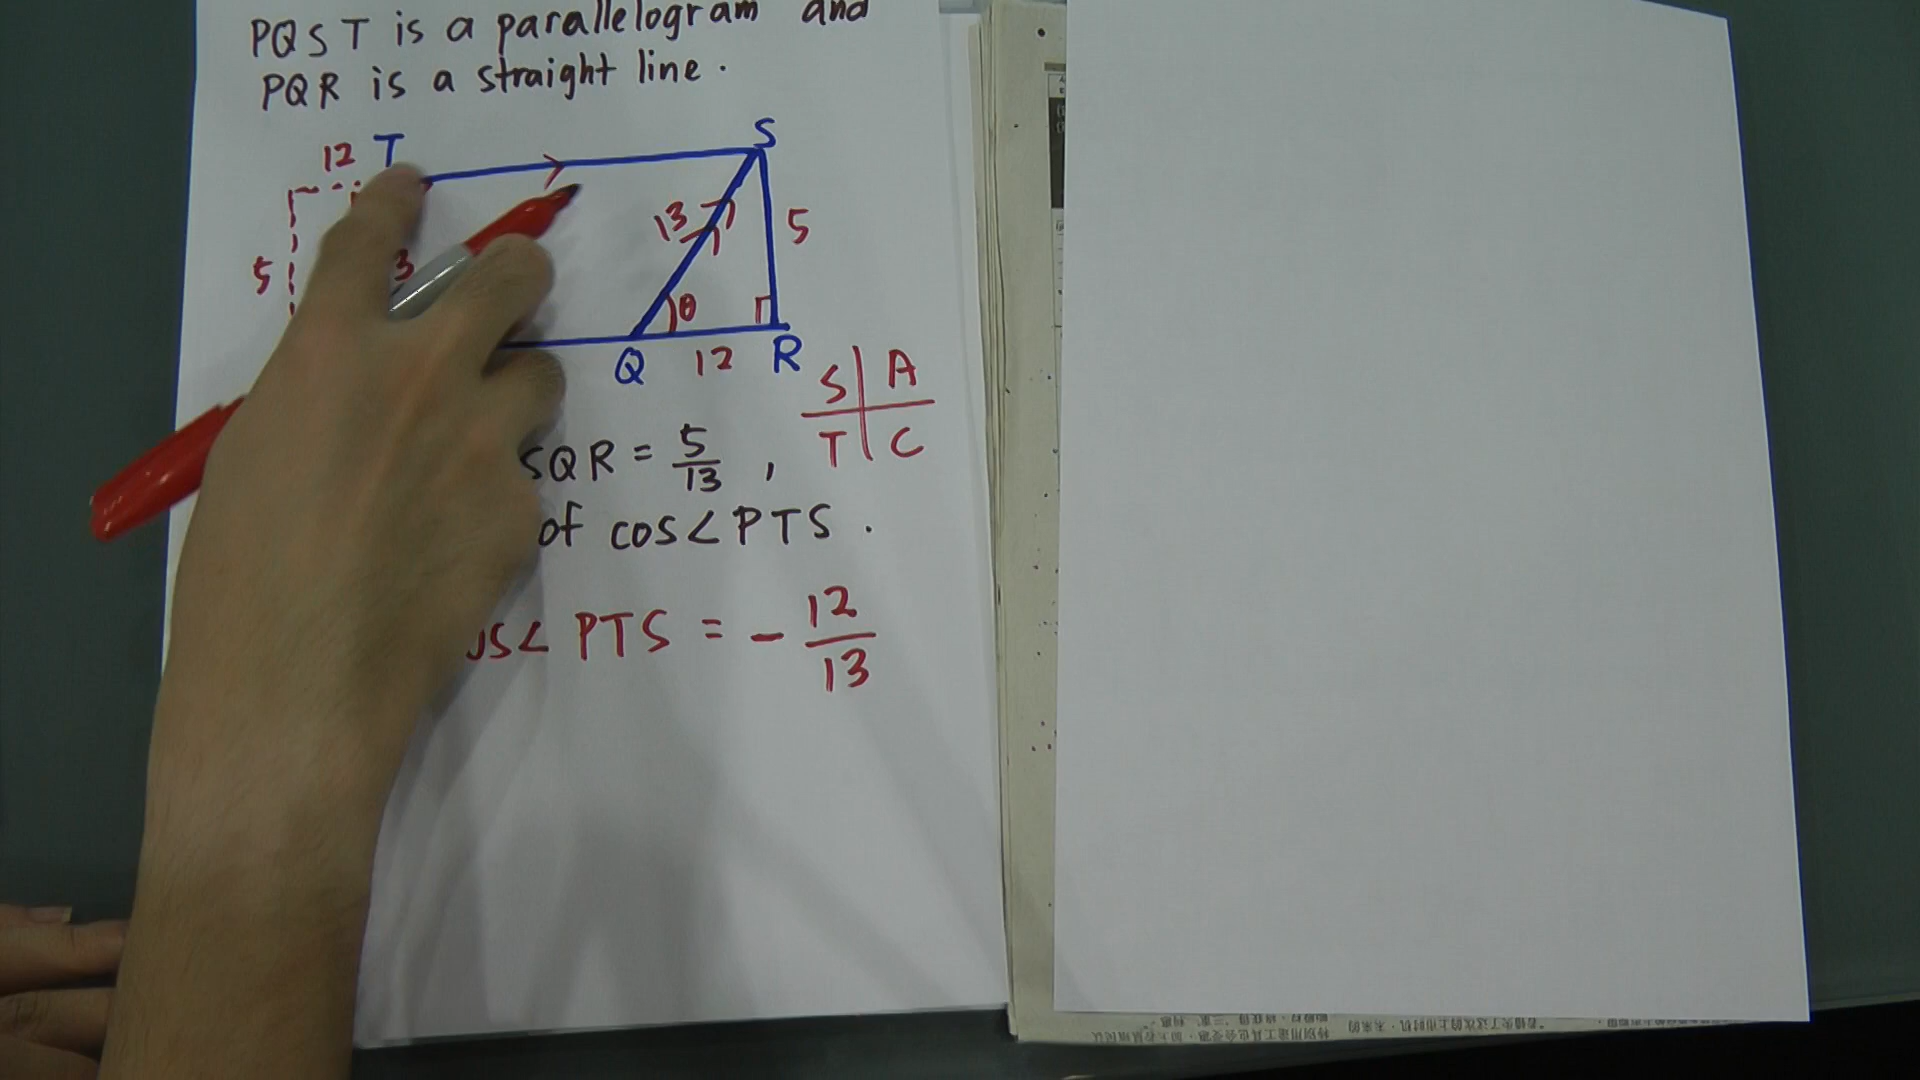 PQST is a parallelogram and
PQR is a straight line.
12 T
S
13
5
5
3
θ
Q 12 R
S A
T C
SQR = 5/13 ,
of cos∠PTS .
os∠ PTS = - 12/13